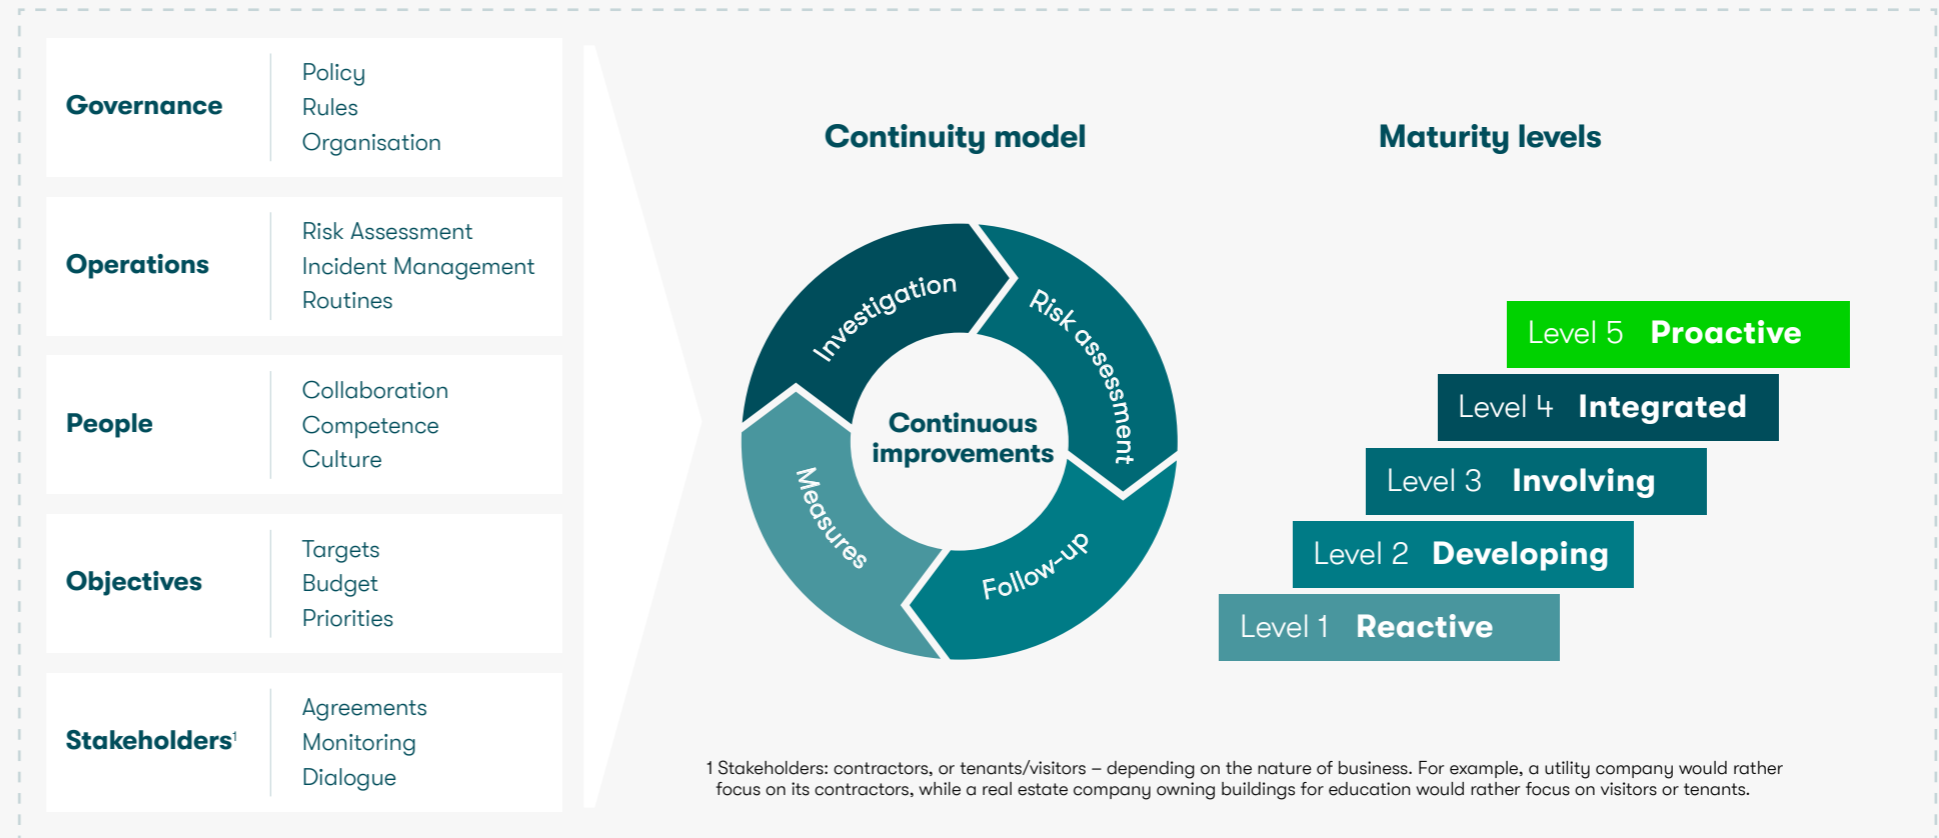 Governance
Policy
Rules
Organisation
Operations
Risk Assessment
Incident Management
Routines
People
Collaboration
Competence
Culture
Objectives
Targets
Budget
Priorities
Stakeholders¹
Agreements
Monitoring
Dialogue
Continuity model
Investigation
Risk assessment
Follow-up
Measures
Continuous
improvements
Maturity levels
Level 5 Proactive
Level 4 Integrated
Level 3 Involving
Level 2 Developing
Level 1 Reactive
1 Stakeholders: contractors, or tenants/visitors – depending on the nature of business. For example, a utility company would rather
focus on its contractors, while a real estate company owning buildings for education would rather focus on visitors or tenants.